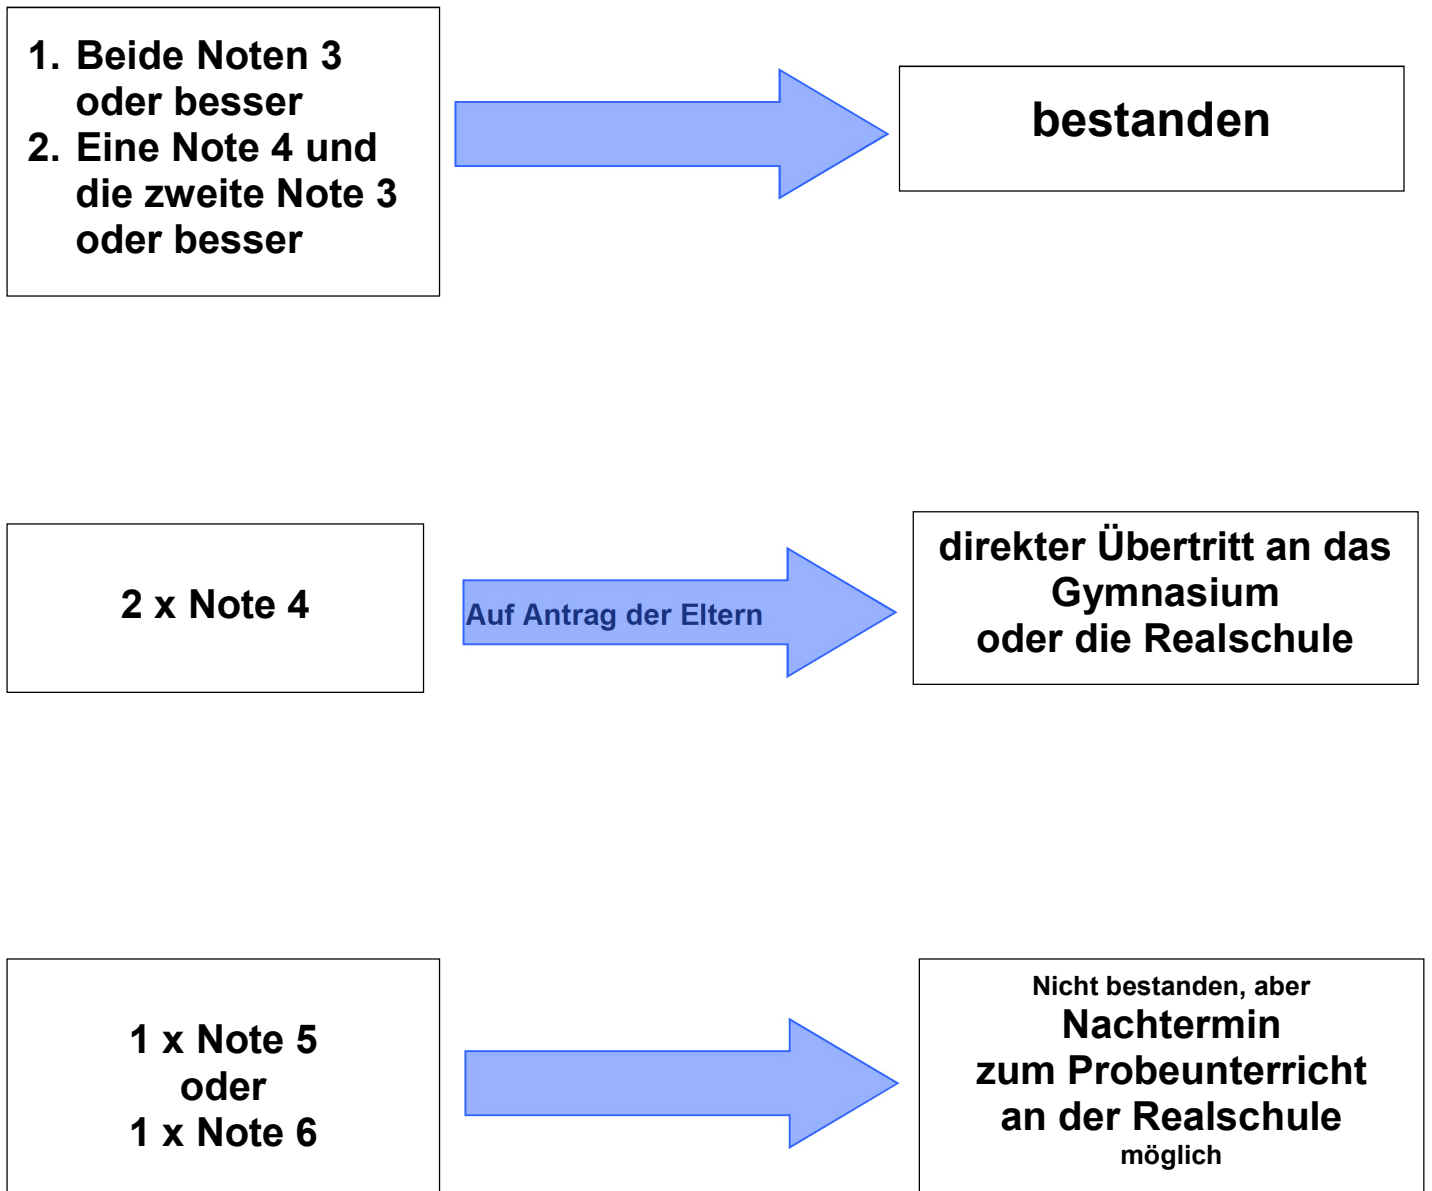 1. Beide Noten 3
oder besser
2. Eine Note 4 und
die zweite Note 3
oder besser
bestanden
2 x Note 4
Auf Antrag der Eltern
direkter Übertritt an das
Gymnasium
oder die Realschule
1 x Note 5
oder
1 x Note 6
Nicht bestanden, aber
Nachtermin
zum Probeunterricht
an der Realschule
möglich